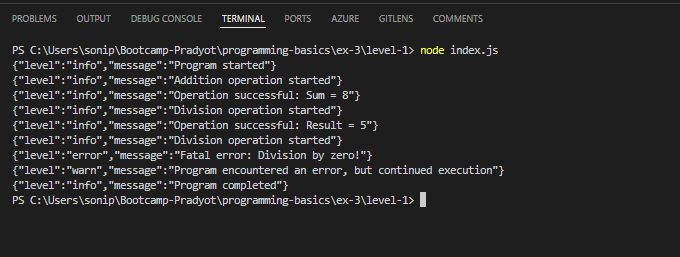 PROBLEMS OUTPUT DEBUG CONSOLE TERMINAL PORTS AZURE GITLENS COMMENTS
PS C:\Users\sonip\Bootcamp-Pradyot\programming-basics\ex-3\level-1> node index.js
{"level":"info","message":"Program started"}
{"level":"info","message":"Addition operation started"}
{"level":"info","message":"Operation successful: Sum = 8"}
{"level":"info","message":"Division operation started"}
{"level":"info","message":"Operation successful: Result = 5"}
{"level":"info","message":"Division operation started"}
{"level":"error","message":"Fatal error: Division by zero!"}
{"level":"warn","message":"Program encountered an error, but continued execution"}
{"level":"info","message":"Program completed"}
PS C:\Users\sonip\Bootcamp-Pradyot\programming-basics\ex-3\level-1>